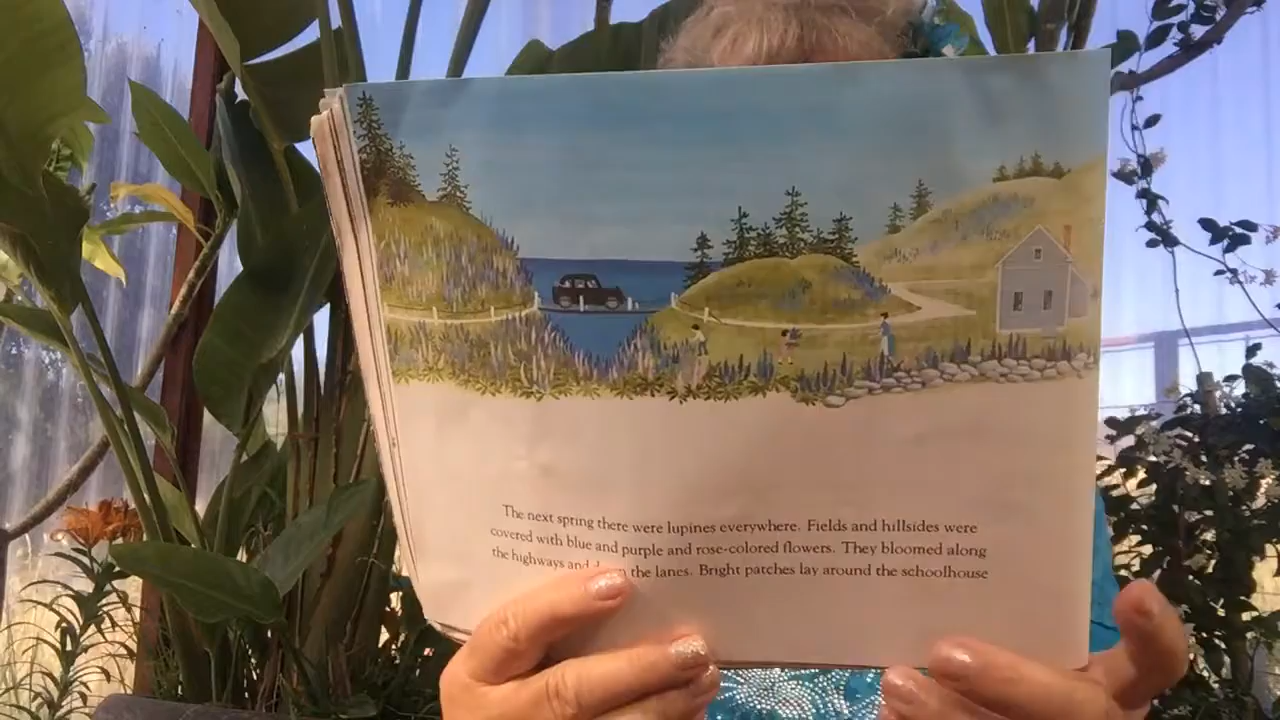 The next spring there were lupines everywhere. Fields and hillsides were
covered with blue and purple and rose-colored flowers. They bloomed along
the highways and the lanes. Bright patches lay around the schoolhouse